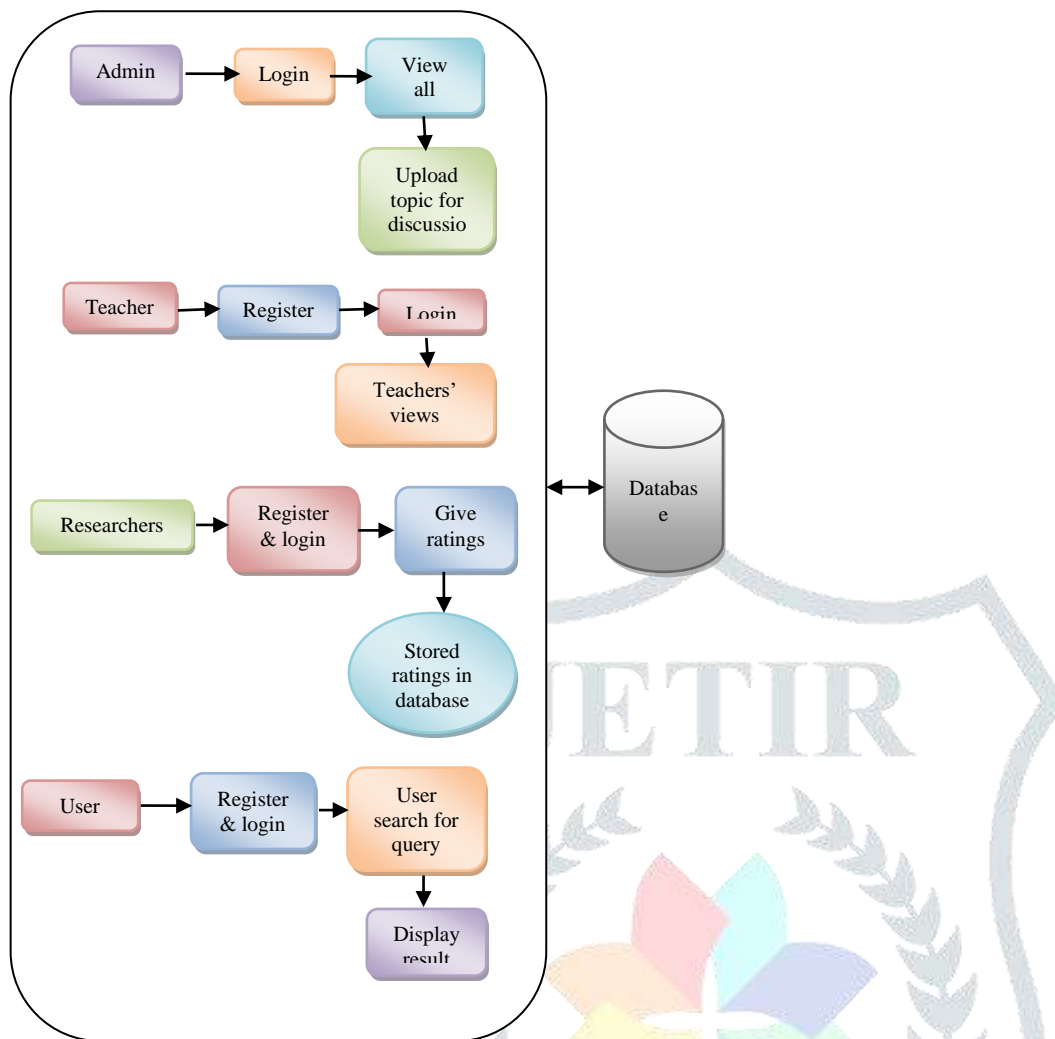 Admin
Login
View
all
Upload
topic for
discussio
Teacher
Register
Login
Teachers’
views
Researchers
Register
& login
Give
ratings
Stored
ratings in
database
Databas
e
User
Register
& login
User
search for
query
Display
result
JETIR